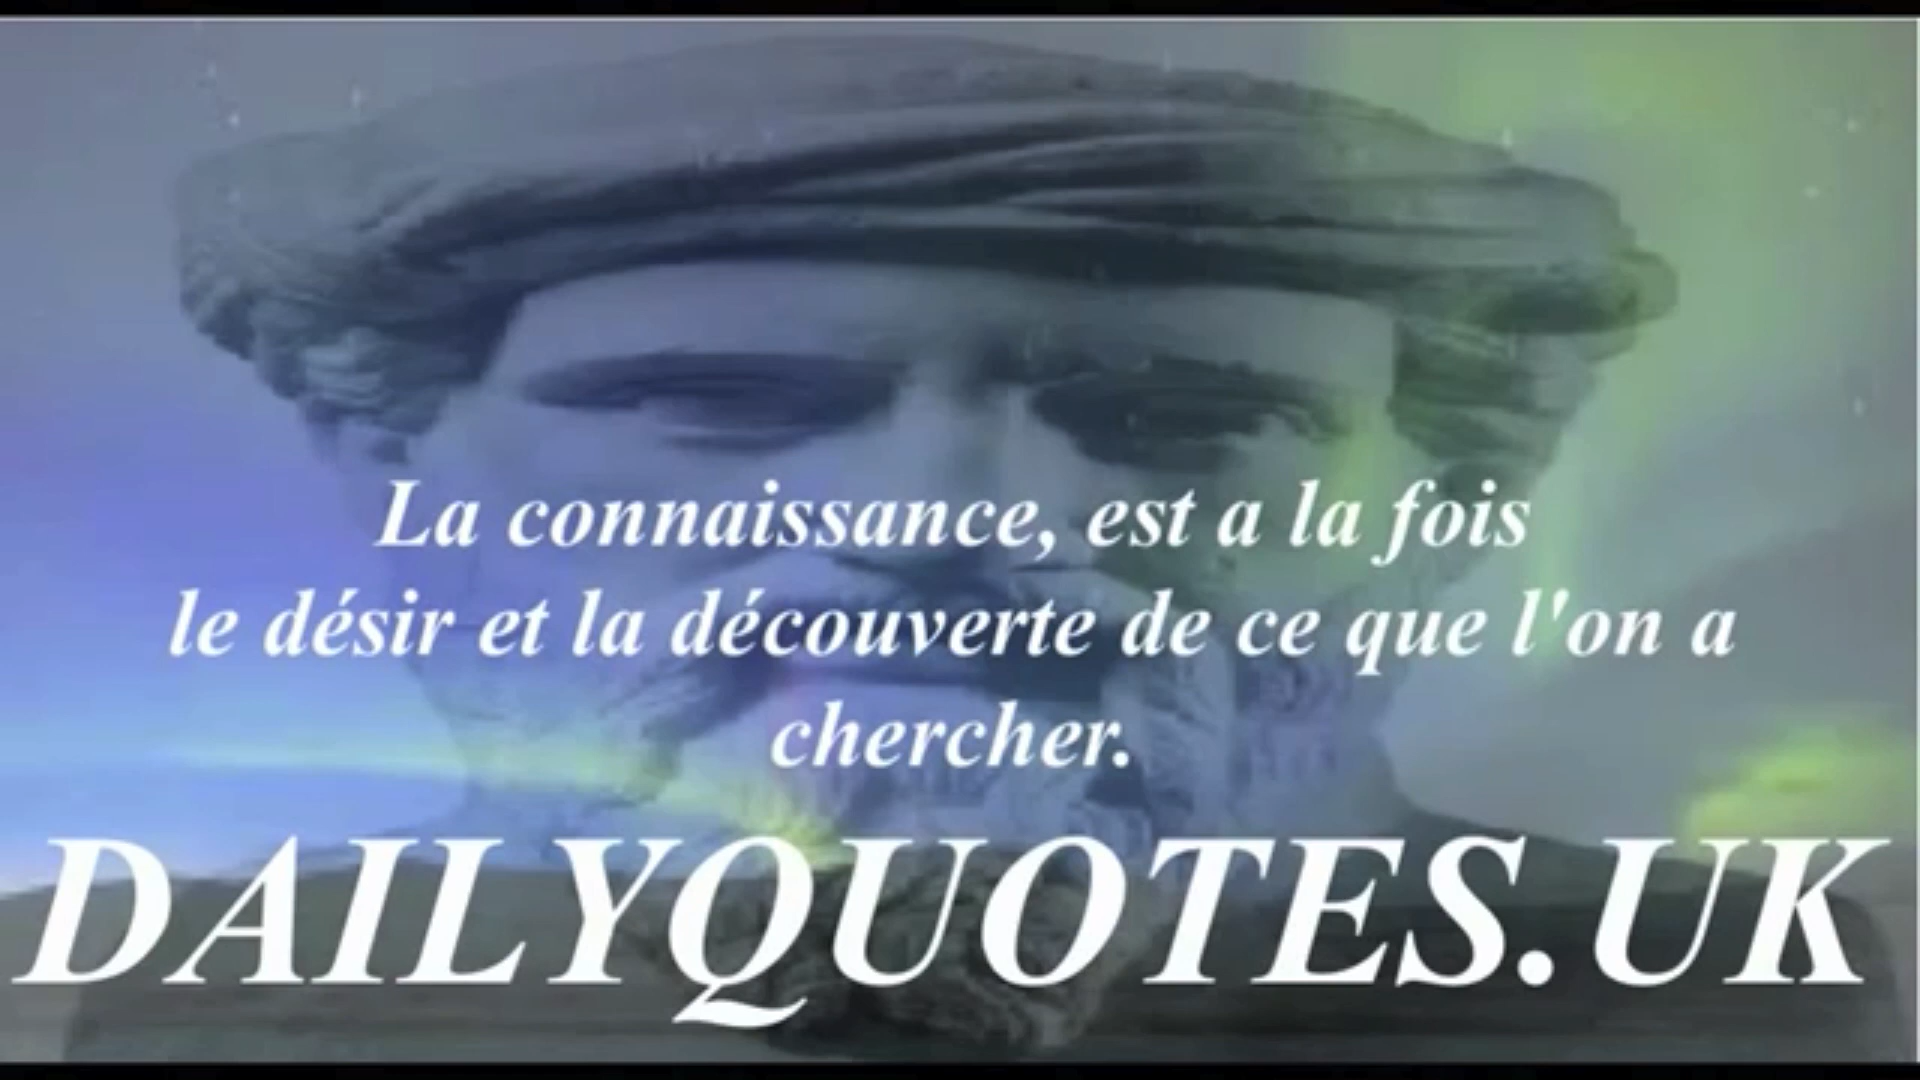 La connaissance, est a la fois
le désir et la découverte de ce que l'on a
chercher.
DAILYQUOTES.UK